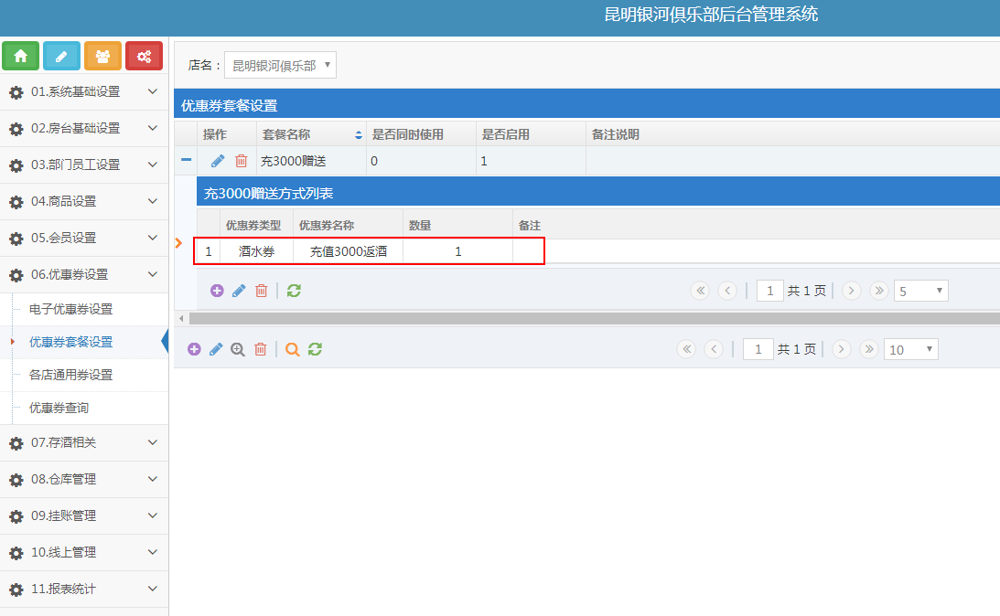 昆明银河俱乐部后台管理系统
店名： 昆明银河俱乐部
优惠券套餐设置
操作 套餐名称 是否同时使用 是否启用 备注说明
充3000赠送 0 1
充3000赠送方式列表
优惠券类型 优惠券名称 数量 备注
1 酒水券 充值3000返酒 1
1 共 1 页 5
1 共 1 页 10
01.系统基础设置
02.房台基础设置
03.部门员工设置
04.商品设置
05.会员设置
06.优惠券设置
电子优惠券设置
优惠券套餐设置
各店通用券设置
优惠券查询
07.存酒相关
08.仓库管理
09.挂账管理
10.线上管理
11.报表统计